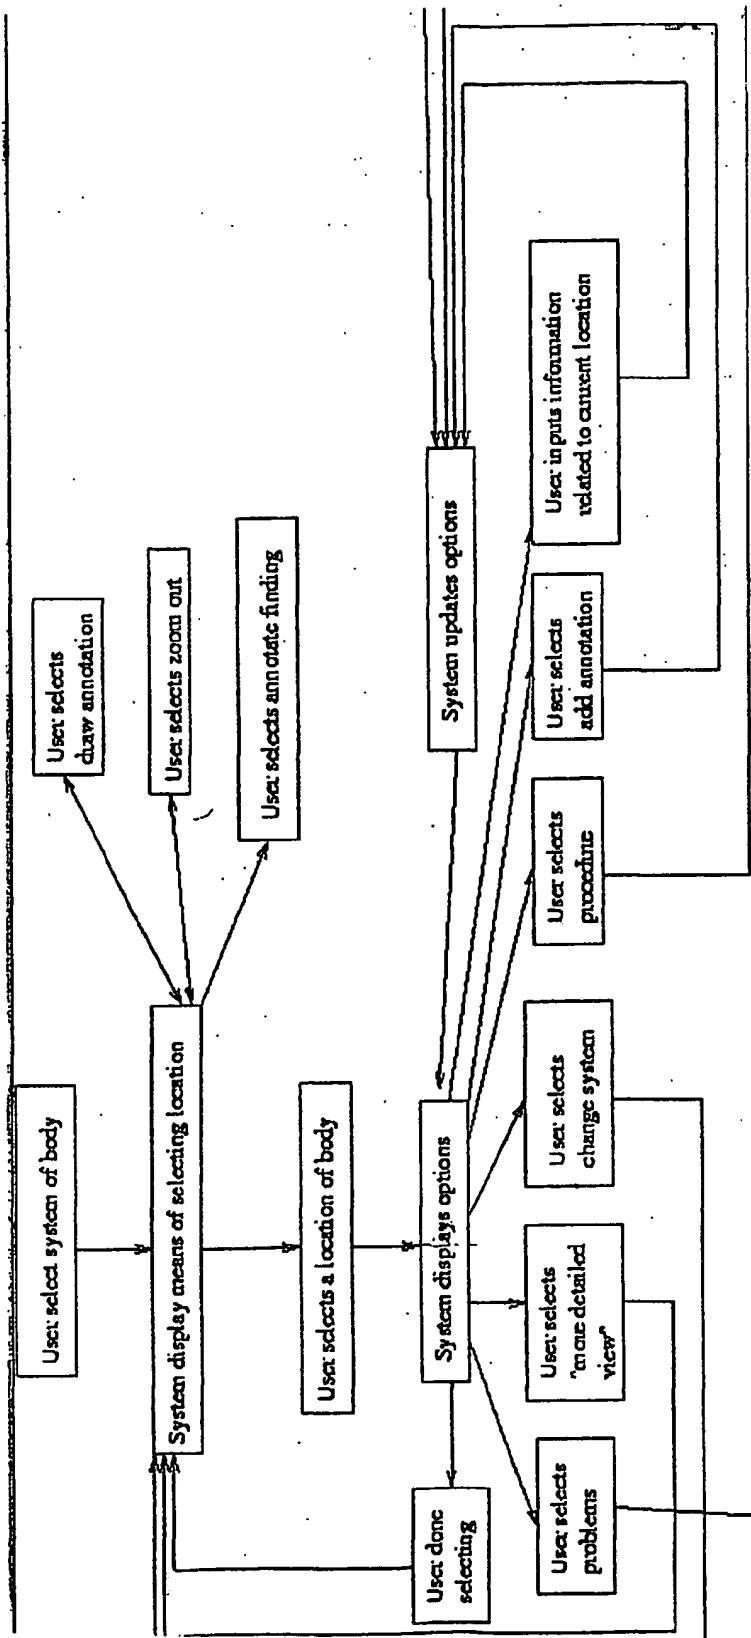 User select system of body
System display means of selecting location
User selects
draw annotation
User selects zoom out
User selects annotate finding
User selects a location of body
System displays options
System updates options
User done
selecting
User selects
problems
User selects
"more detailed
view"
User selects
change system
User selects
procedure
User selects
add annotation
User inputs information
related to current location